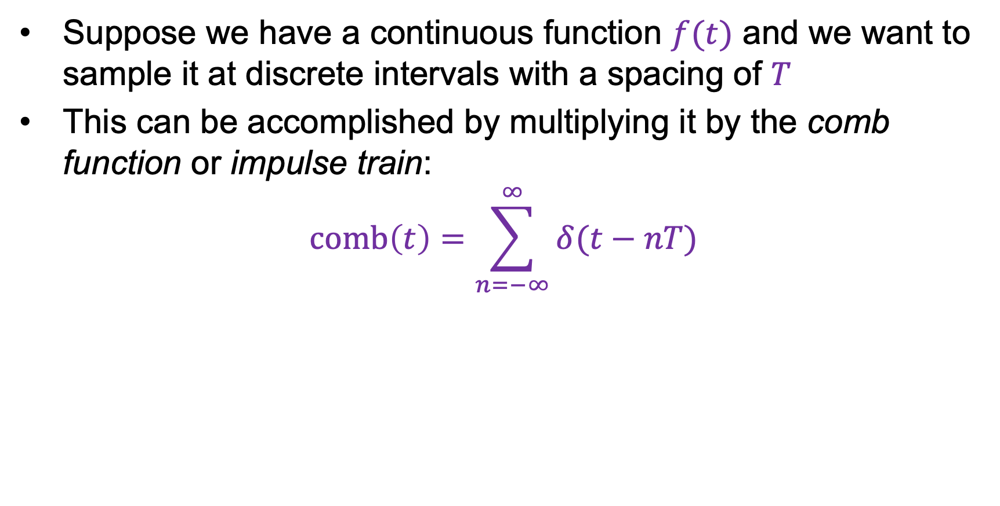 • Suppose we have a continuous function f(t) and we want to
sample it at discrete intervals with a spacing of T
• This can be accomplished by multiplying it by the comb
function or impulse train:
∞
comb(t) = ∑ δ(t − nT)
n=−∞